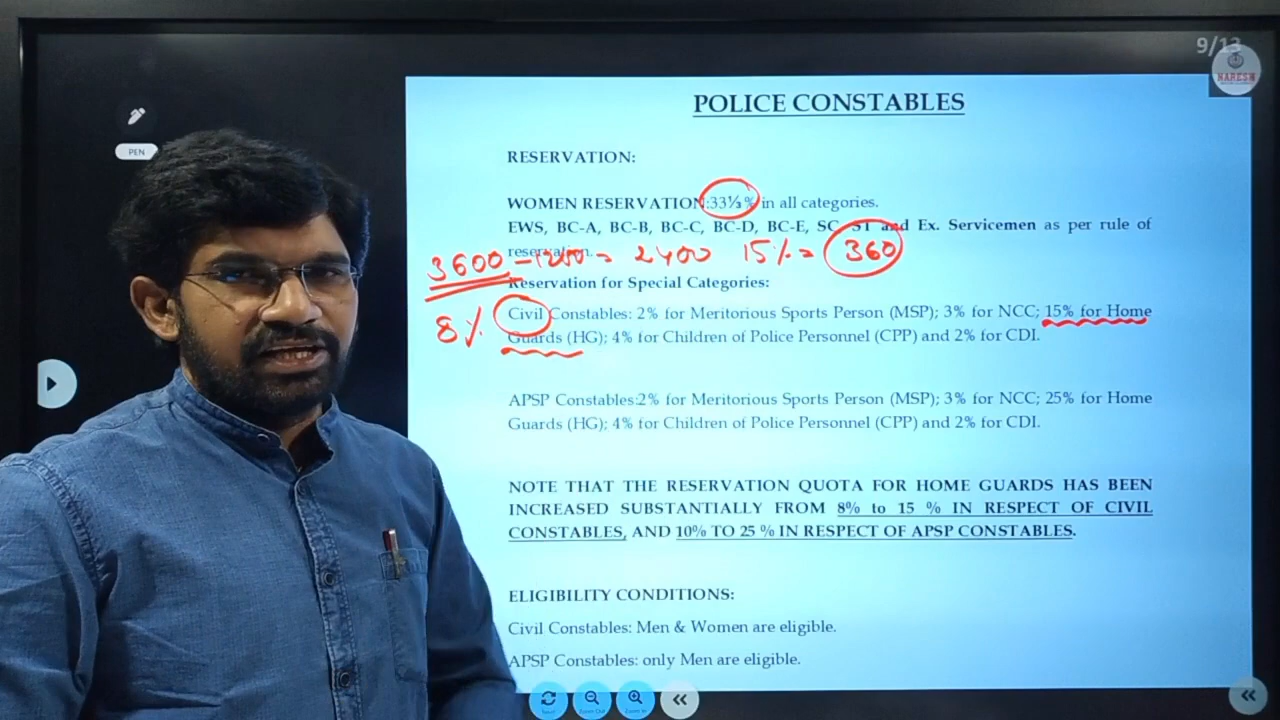 9/13
NARESH
PEN
POLICE CONSTABLES
RESERVATION:
WOMEN RESERVATION:33⅓% in all categories.
EWS, BC-A, BC-B, BC-C, BC-D, BC-E, SC, ST and Ex. Servicemen as per rule of
reservation.
3600 - 1200 = 2400 15% = 360
Reservation for Special Categories:
8%
Civil Constables: 2% for Meritorious Sports Person (MSP); 3% for NCC; 15% for Home
Guards (HG); 4% for Children of Police Personnel (CPP) and 2% for CDI.
APSP Constables:2% for Meritorious Sports Person (MSP); 3% for NCC; 25% for Home
Guards (HG); 4% for Children of Police Personnel (CPP) and 2% for CDI.
NOTE THAT THE RESERVATION QUOTA FOR HOME GUARDS HAS BEEN
INCREASED SUBSTANTIALLY FROM 8% to 15 % IN RESPECT OF CIVIL
CONSTABLES, AND 10% TO 25 % IN RESPECT OF APSP CONSTABLES.
ELIGIBILITY CONDITIONS:
Civil Constables: Men & Women are eligible.
APSP Constables: only Men are eligible.
Zoom Out
Zoom In